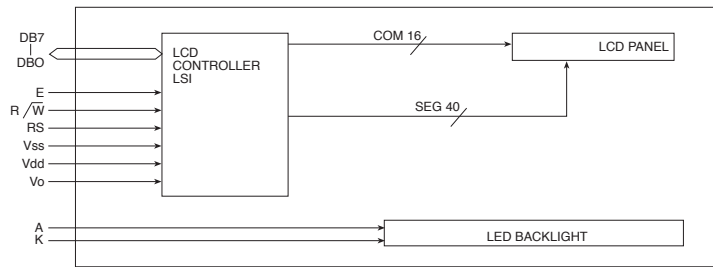 DB7
DBO
E
R / W̅
RS
Vss
Vdd
Vo
A
K
LCD
CONTROLLER
LSI
COM 16
SEG 40
LCD PANEL
LED BACKLIGHT